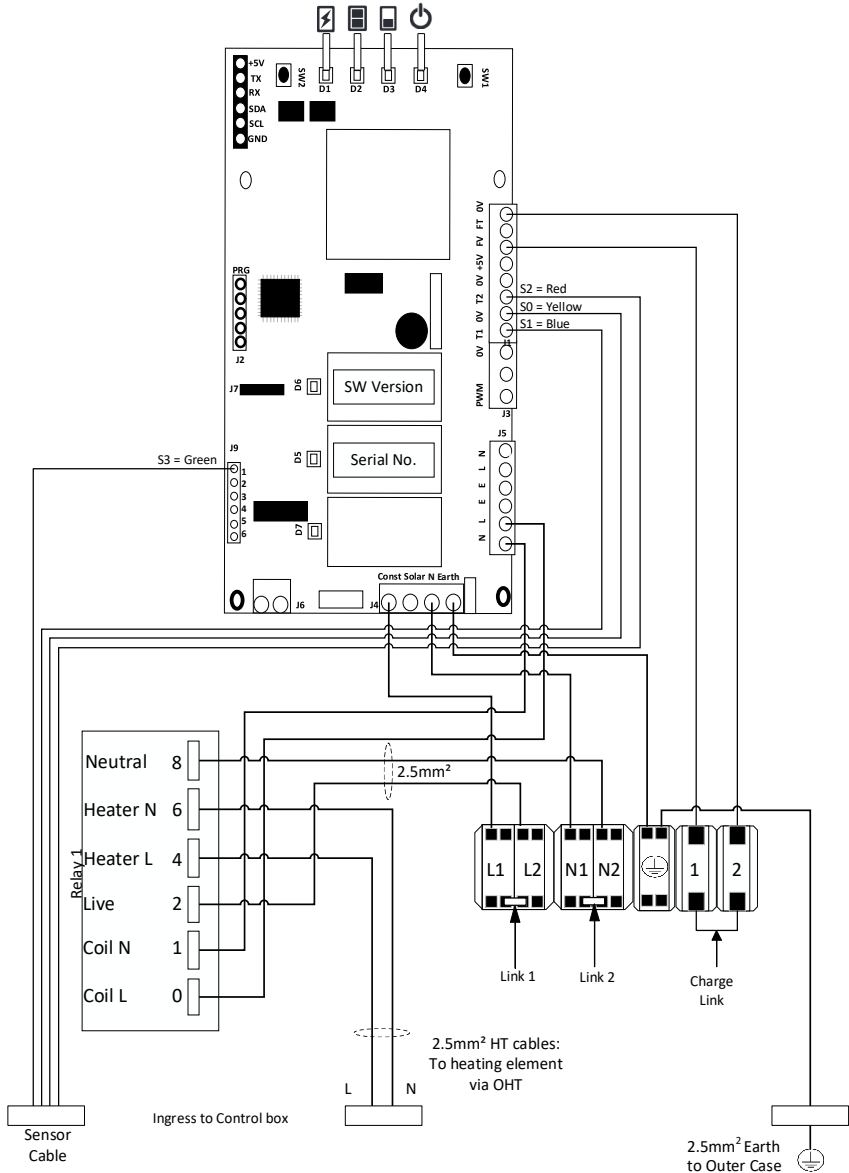 D1 D2 D3 D4
SW2
SW1
+5V
TX
RX
SDA
SCL
GND
0V
FT
FV
+5V
0V
T2
0V
T1
J1
0V
PWM
J3
S2 = Red
S0 = Yellow
S1 = Blue
PRG
J2
J7
D6
SW Version
J9
S3 = Green
1
2
3
4
5
6
D5
Serial No.
D7
J5
N
L
E
E
L
N
Const Solar N Earth
J6
J4
Relay 1
Neutral 8
Heater N 6
Heater L 4
Live 2
Coil N 1
Coil L 0
2.5mm²
L1 L2 N1 N2 1 2
Link 1
Link 2
Charge
Link
2.5mm² HT cables:
To heating element
via OHT
L N
Ingress to Control box
Sensor
Cable
2.5mm² Earth
to Outer Case